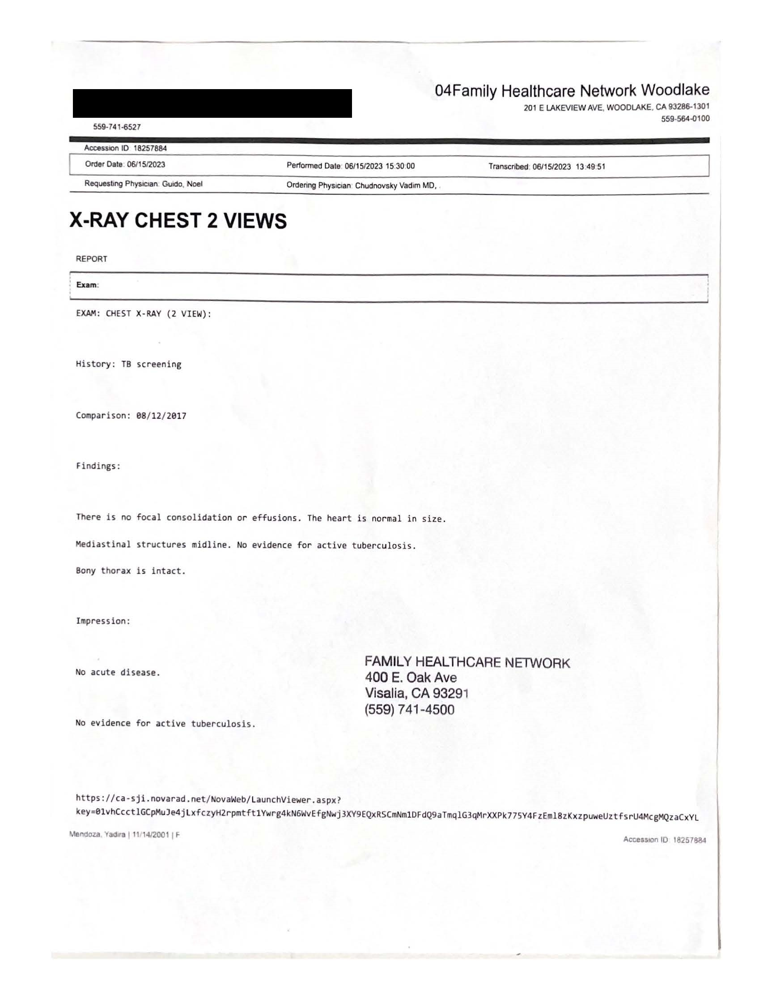 04Family Healthcare Network Woodlake
201 E LAKEVIEW AVE, WOODLAKE, CA 93286-1301
559-564-0100
559-741-6527
Accession ID 18257884
Order Date: 06/15/2023 Performed Date: 06/15/2023 15:30:00 Transcribed: 06/15/2023 13:49:51
Requesting Physician: Guido, Noel Ordering Physician: Chudnovsky Vadim MD, .
X-RAY CHEST 2 VIEWS
REPORT
Exam:
EXAM: CHEST X-RAY (2 VIEW):
History: TB screening
Comparison: 08/12/2017
Findings:
There is no focal consolidation or effusions. The heart is normal in size.
Mediastinal structures midline. No evidence for active tuberculosis.
Bony thorax is intact.
Impression:
No acute disease.
FAMILY HEALTHCARE NETWORK
400 E. Oak Ave
Visalia, CA 93291
(559) 741-4500
No evidence for active tuberculosis.
https://ca-sji.novarad.net/NovaWeb/LaunchViewer.aspx?
key=01vhCcctlGCpMuJe4jLxfczyH2rpmtft1Ywrg4kN6WvEfgNwj3XY9EQxRSCmNm1DFdQ9aTmqlG3qMrXXPk775Y4FzEml8zKxzpuweUztfsrU4McgMQzaCxYL
Mendoza, Yadira | 11/14/2001 | F
Accession ID: 18257884